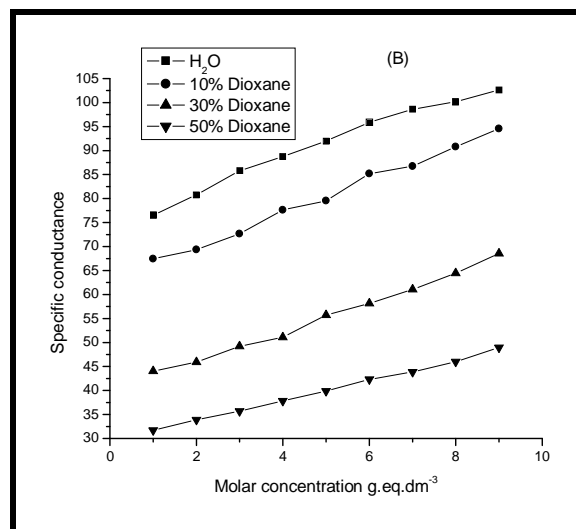 (B)
H2O
10% Dioxane
30% Dioxane
50% Dioxane
105
100
95
90
85
80
75
70
65
60
55
50
45
40
35
30
Specific conductance
0 2 4 6 8 10
Molar concentration g.eq.dm-3